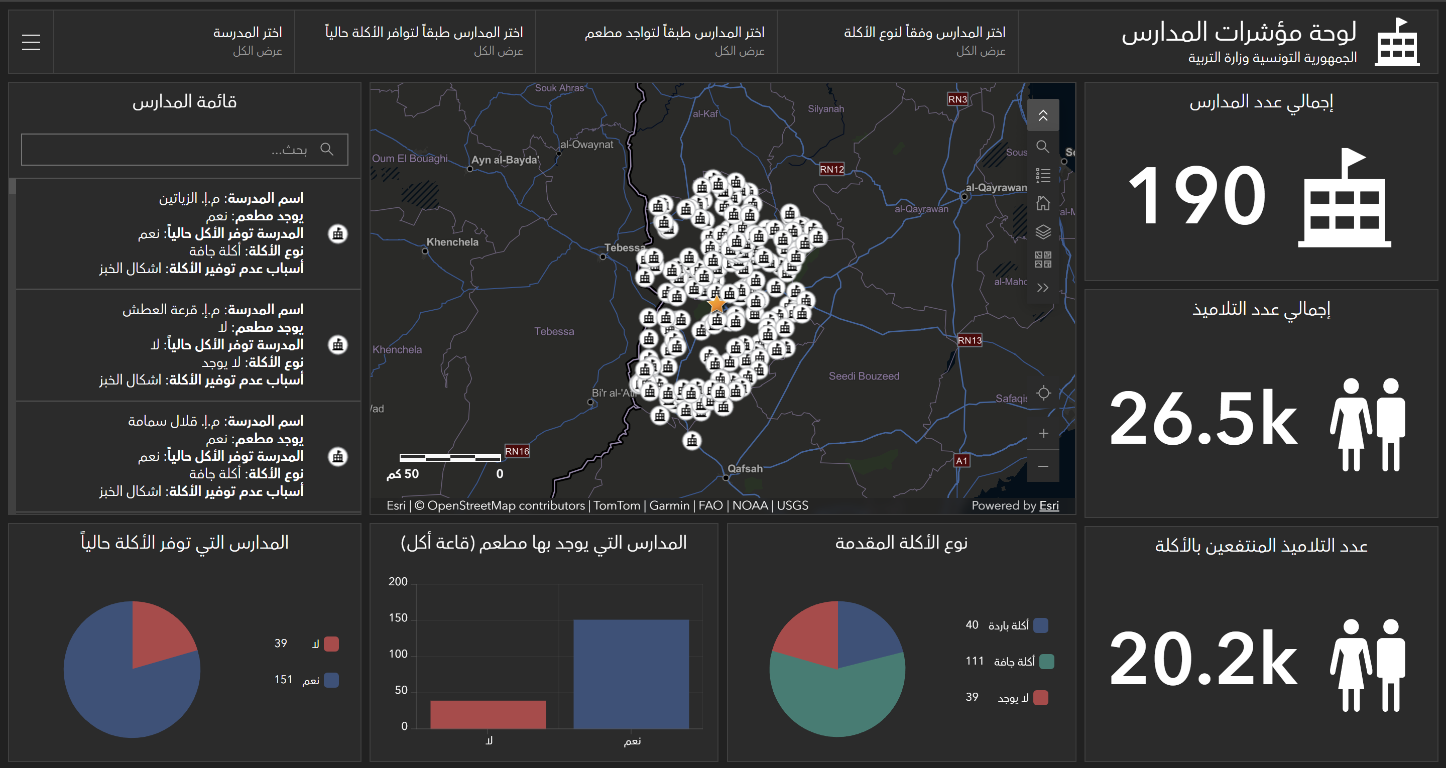 لوحة مؤشرات المدارس
الجمهورية التونسية وزارة التربية
اختر المدارس وفقاً لنوع الأكلة
عرض الكل
اختر المدارس طبقاً لتواجد مطعم
عرض الكل
اختر المدارس طبقاً لتوافر الأكلة حالياً
عرض الكل
اختر المدرسة
عرض الكل
إجمالي عدد المدارس
190
إجمالي عدد التلاميذ
26.5k
عدد التلاميذ المنتفعين بالأكلة
20.2k
Souk Ahras
al-Kaf
Silyanah
RN3
al-Owaynat
Oum El Bouaghi
Ayn al-Bayda'
RN12
al-Qayrawan
al-Qayrawan
Khenchela
Tebessa
al-Maho
Tebessa
Khenchela
RN13
Seedi Bouzeed
Bi'r al-'Ati
Safaqis
RN16
A1
Qafsah
50 كم
0
Esri | © OpenStreetMap contributors | TomTom | Garmin | FAO | NOAA | USGS
Powered by Esri
قائمة المدارس
بحث...
اسم المدرسة: م.إ. الزياتين
يوجد مطعم: نعم
المدرسة توفر الأكل حالياً: نعم
نوع الأكلة: أكلة جافة
أسباب عدم توفير الأكلة: اشكال الخبز
اسم المدرسة: م.إ. قرعة العطش
يوجد مطعم: لا
المدرسة توفر الأكل حالياً: لا
نوع الأكلة: لا يوجد
أسباب عدم توفير الأكلة: اشكال الخبز
اسم المدرسة: م.إ. قلال سمامة
يوجد مطعم: نعم
المدرسة توفر الأكل حالياً: نعم
نوع الأكلة: أكلة جافة
أسباب عدم توفير الأكلة: اشكال الخبز
نوع الأكلة المقدمة
أكلة باردة 40
أكلة جافة 111
لا يوجد 39
المدارس التي يوجد بها مطعم (قاعة أكل)
200
150
100
50
0
نعم
لا
المدارس التي توفر الأكلة حالياً
لا 39
نعم 151